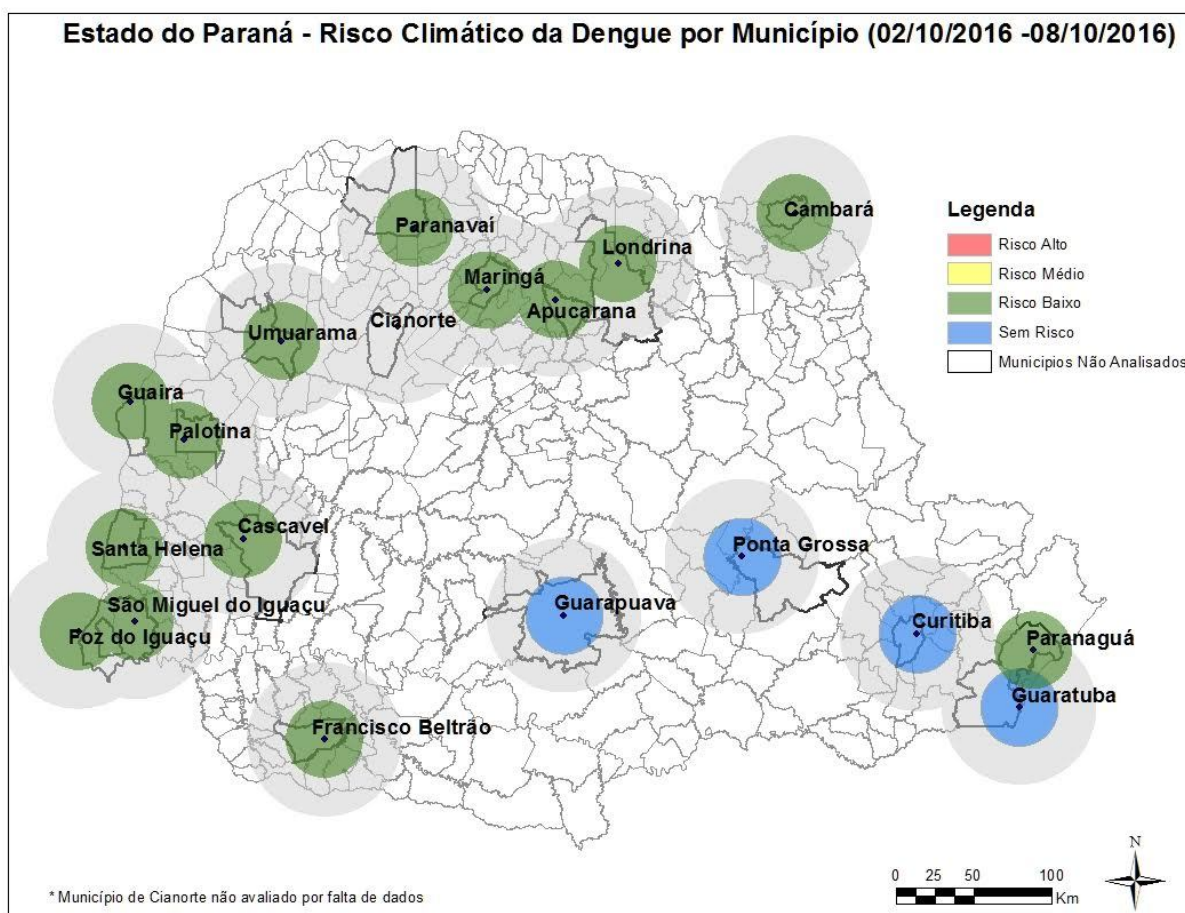 Estado do Paraná - Risco Climático da Dengue por Município (02/10/2016 -08/10/2016)
Cambará
Paranavaí
Londrina
Maringá
Apucarana
Cianorte
Umuarama
Guaira
Palotina
Cascavel
Santa Helena
São Miguel do Iguaçu
Foz do Iguaçu
Francisco Beltrão
Guarapuava
Ponta Grossa
Curitiba
Paranaguá
Guaratuba
Legenda
Risco Alto
Risco Médio
Risco Baixo
Sem Risco
Municipios Não Analisados
* Município de Cianorte não avaliado por falta de dados
0 25 50 100
Km
N